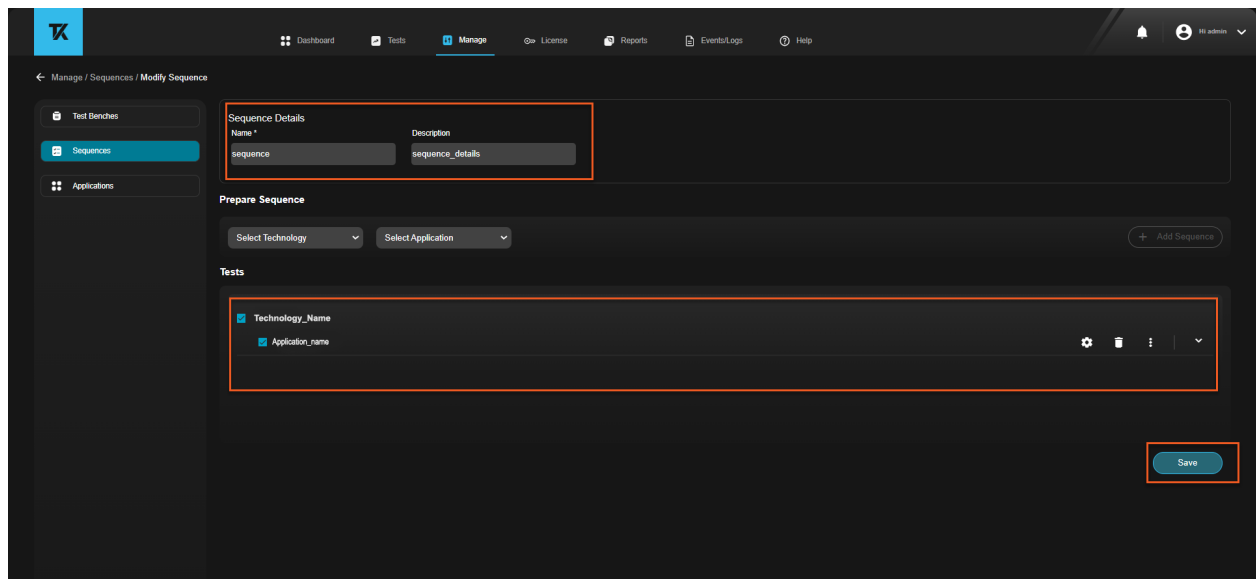 TK
Dashboard Tests Manage License Reports Events/Logs Help Hi admin
Manage / Sequences / Modify Sequence
Test Benches
Sequences
Applications
Sequence Details
Name * Description
sequence sequence_details
Prepare Sequence
Select Technology Select Application + Add Sequence
Tests
Technology_Name
Application_name
Save